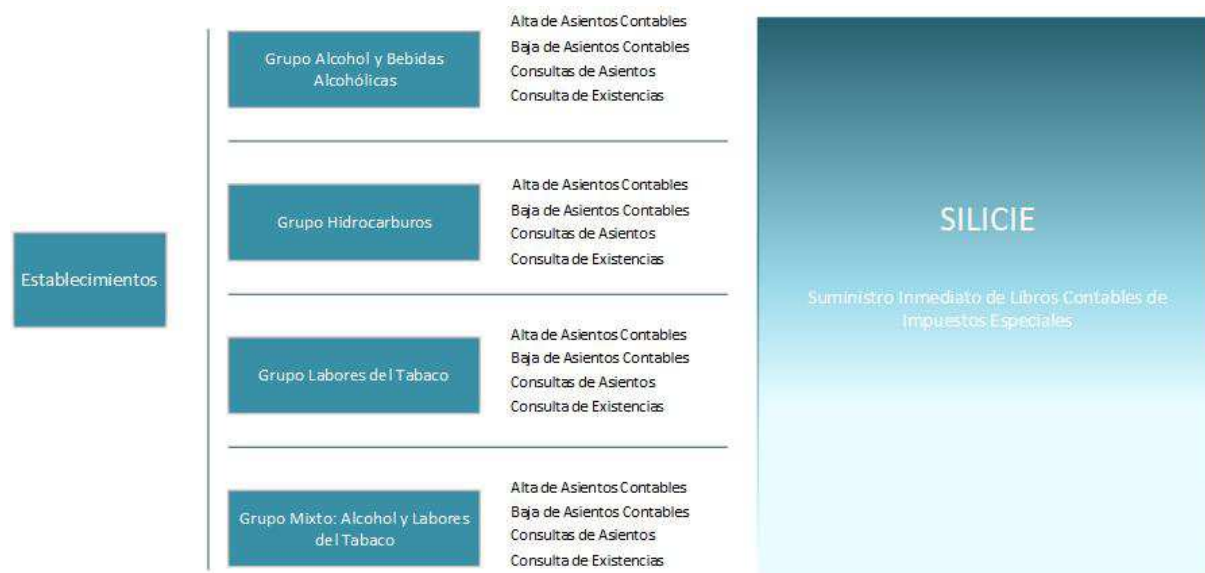 Establecimientos
Grupo Alcohol y Bebidas
Alcohólicas
Alta de Asientos Contables
Baja de Asientos Contables
Consultas de Asientos
Consulta de Existencias
Grupo Hidrocarburos
Alta de Asientos Contables
Baja de Asientos Contables
Consultas de Asientos
Consulta de Existencias
Grupo Labores del Tabaco
Alta de Asientos Contables
Baja de Asientos Contables
Consultas de Asientos
Consulta de Existencias
Grupo Mixto: Alcohol y Labores
del Tabaco
Alta de Asientos Contables
Baja de Asientos Contables
Consultas de Asientos
Consulta de Existencias
SILICIE
Suministro Inmediato de Libros Contables de
Impuestos Especiales